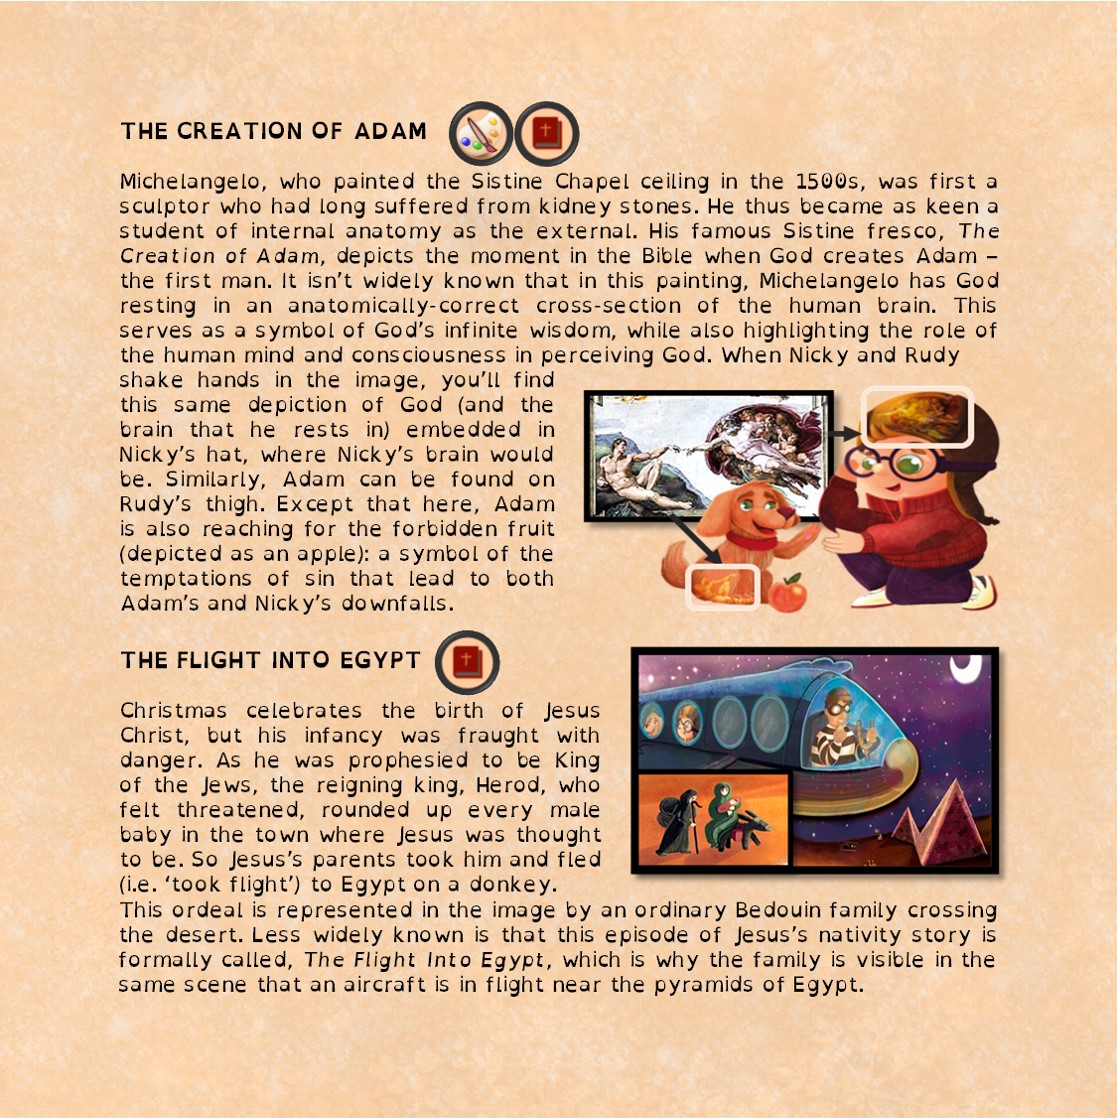 THE CREATION OF ADAM
Michelangelo, who painted the Sistine Chapel ceiling in the 1500s, was first a
sculptor who had long suffered from kidney stones. He thus became as keen a
student of internal anatomy as the external. His famous Sistine fresco, The
Creation of Adam, depicts the moment in the Bible when God creates Adam –
the first man. It isn't widely known that in this painting, Michelangelo has God
resting in an anatomically-correct cross-section of the human brain. This
serves as a symbol of God's infinite wisdom, while also highlighting the role of
the human mind and consciousness in perceiving God. When Nicky and Rudy
shake hands in the image, you'll find
this same depiction of God (and the
brain that he rests in) embedded in
Nicky's hat, where Nicky's brain would
be. Similarly, Adam can be found on
Rudy's thigh. Except that here, Adam
is also reaching for the forbidden fruit
(depicted as an apple): a symbol of the
temptations of sin that lead to both
Adam's and Nicky's downfalls.
THE FLIGHT INTO EGYPT
Christmas celebrates the birth of Jesus
Christ, but his infancy was fraught with
danger. As he was prophesied to be King
of the Jews, the reigning king, Herod, who
felt threatened, rounded up every male
baby in the town where Jesus was thought
to be. So Jesus's parents took him and fled
(i.e. 'took flight') to Egypt on a donkey.
This ordeal is represented in the image by an ordinary Bedouin family crossing
the desert. Less widely known is that this episode of Jesus's nativity story is
formally called, The Flight Into Egypt, which is why the family is visible in the
same scene that an aircraft is in flight near the pyramids of Egypt.